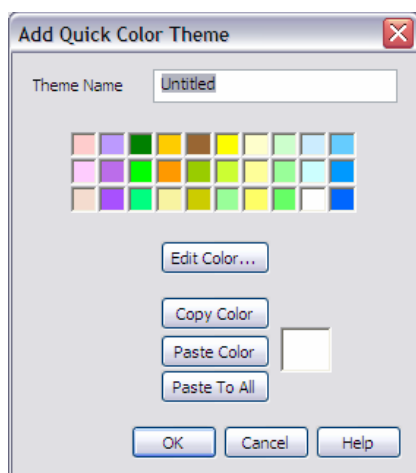 Add Quick Color Theme
Theme Name Untitled
Edit Color...
Copy Color
Paste Color
Paste To All
OK Cancel Help